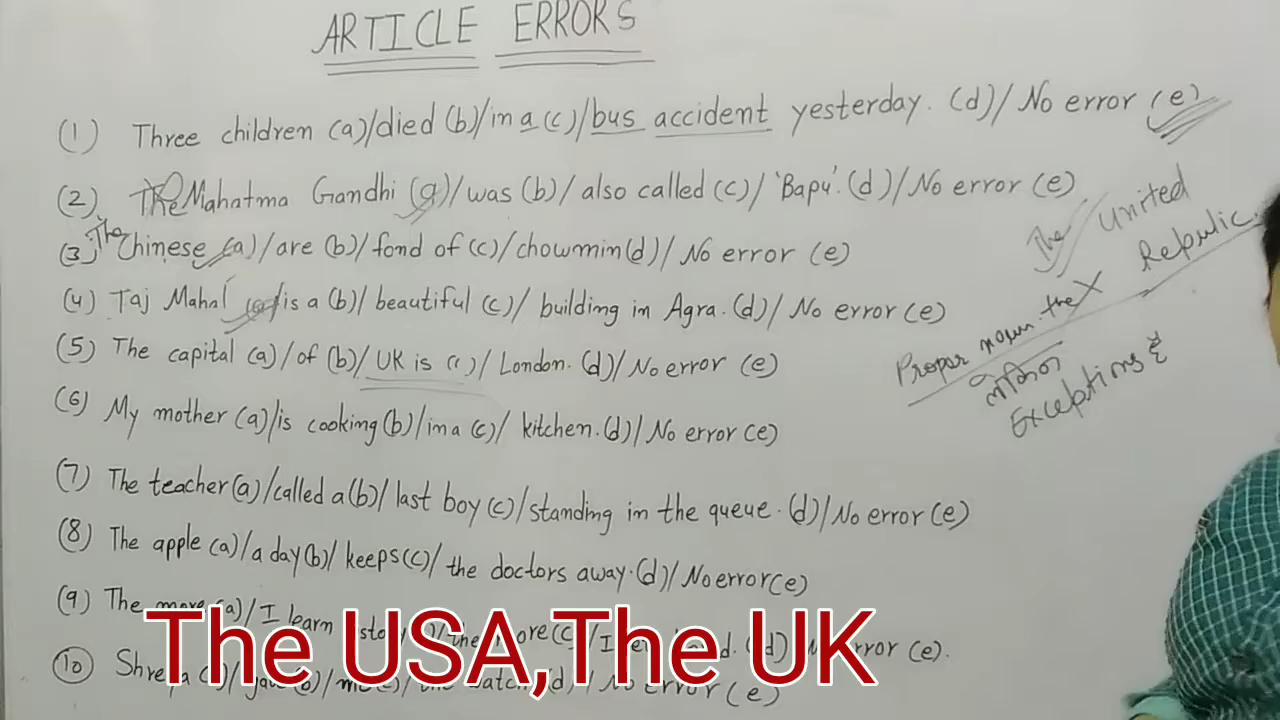 ARTICLE ERRORS
(1) Three children (a)/died (b)/in a (c)/bus accident yesterday. (d)/No error (e)
(2) The Mahatma Gandhi (a)/was (b)/also called (c)/'Bapu'. (d)/No error (e)
(3) The Chinese (a)/are (b)/fond of (c)/chowmin (d)/No error (e)
(4) Taj Mahal (a)/is a (b)/beautiful (c)/building in Agra. (d)/No error (e)
(5) The capital (a)/of (b)/UK is (c)/London. (d)/No error (e)
(6) My mother (a)/is cooking (b)/in a (c)/kitchen. (d)/No error (e)
(7) The teacher (a)/called a (b)/last boy (c)/standing in the queue. (d)/No error (e)
(8) The apple (a)/a day (b)/keeps (c)/the doctors away. (d)/No error (e)
(9) The more (a)/I learn (c)/I (d) error (e).
(10) (d)/No error (e)
The United
Repulic
Proper noun the X
लेकिन
Exceptions है
The USA,The UK